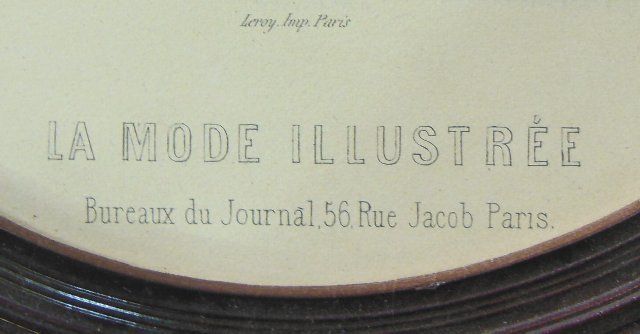 Leroy. Imp. Paris
LA MODE ILLUSTRÉE
Bureaux du Journal, 56, Rue Jacob Paris.